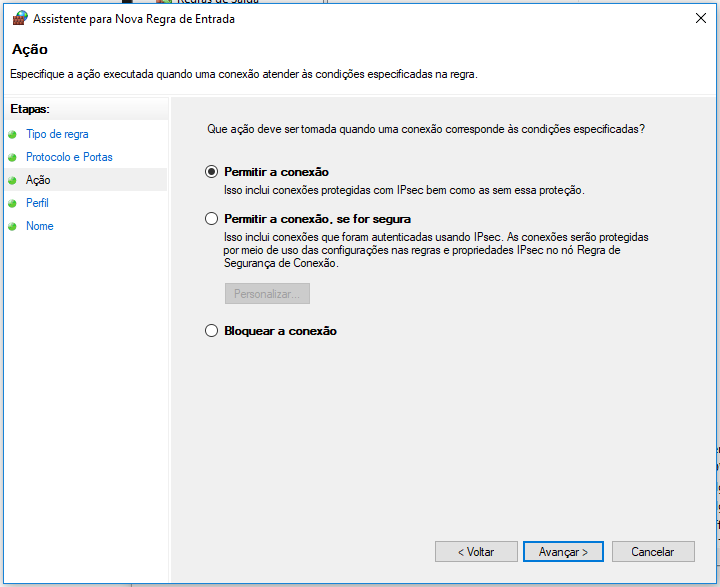 Regras de Saída
Assistente para Nova Regra de Entrada
Ação
Especifique a ação executada quando uma conexão atender às condições especificadas na regra.
Etapas:
Tipo de regra
Protocolo e Portas
Ação
Perfil
Nome
Que ação deve ser tomada quando uma conexão corresponde às condições especificadas?
Permitir a conexão
Isso inclui conexões protegidas com IPsec bem como as sem essa proteção.
Permitir a conexão, se for segura
Isso inclui conexões que foram autenticadas usando IPsec. As conexões serão protegidas
por meio de uso das configurações nas regras e propriedades IPsec no nó Regra de
Segurança de Conexão.
Personalizar...
Bloquear a conexão
< Voltar
Avançar >
Cancelar